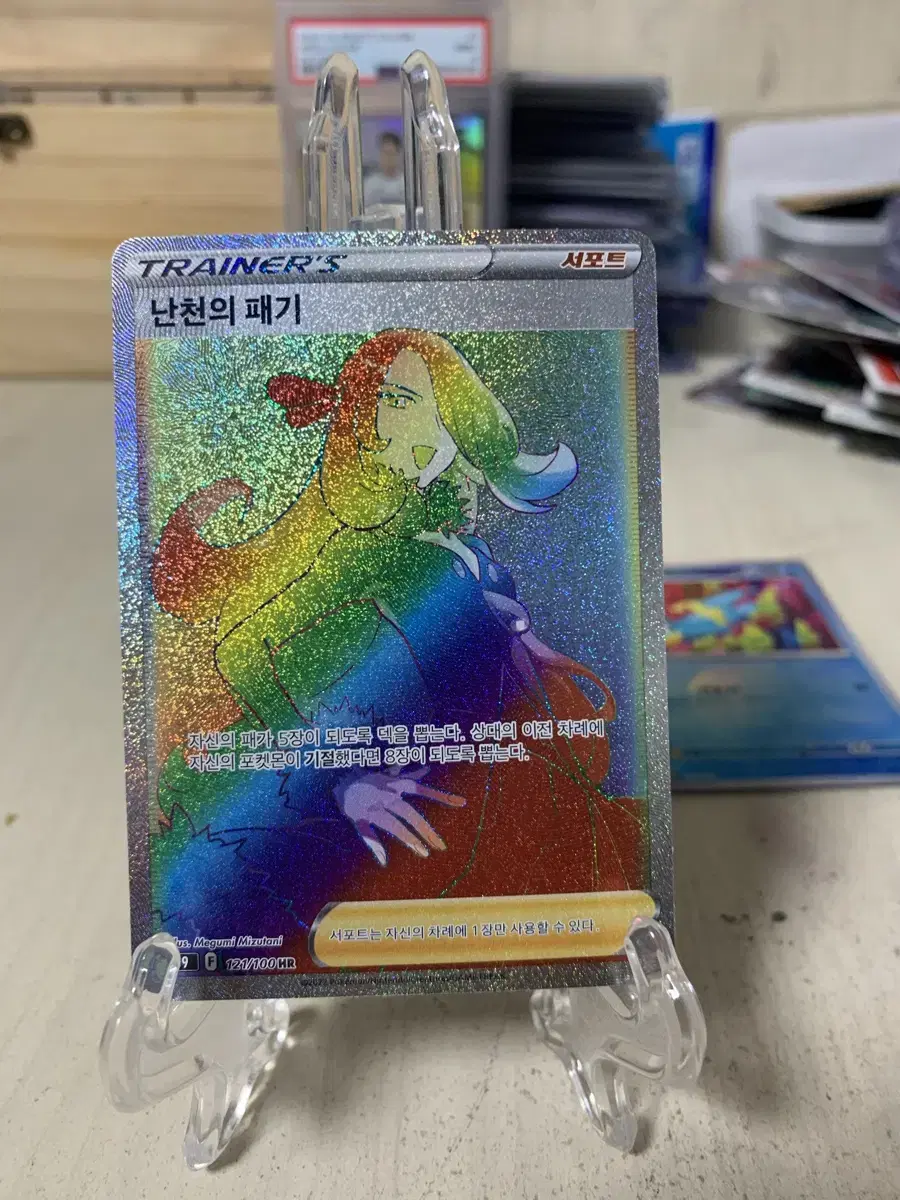 TRAINER'S
서포트
난천의 패기
자신의 패가 5장이 되도록 덱을 뽑는다. 상대의 이전 차례에
자신의 포켓몬이 기절했다면 8장이 되도록 뽑는다.
서포트는 자신의 차례에 1장만 사용할 수 있다.
lus. Megumi Mizutani
9 F 121/100 HR